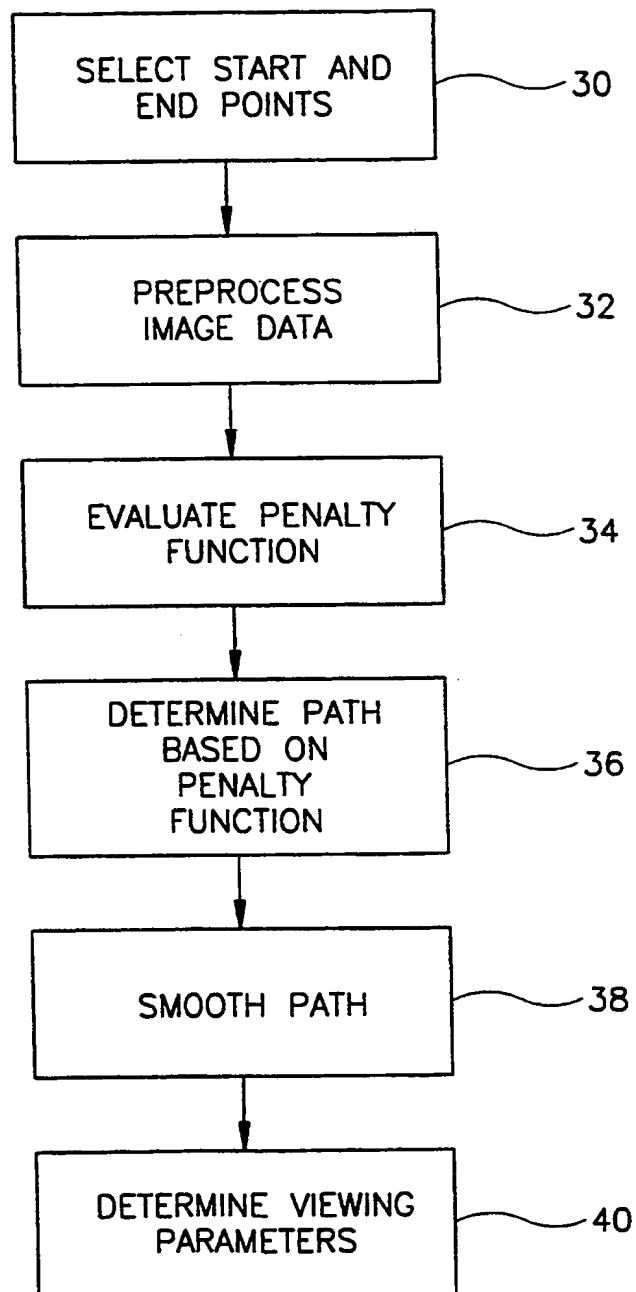 SELECT START AND
END POINTS
30
PREPROCESS
IMAGE DATA
32
EVALUATE PENALTY
FUNCTION
34
DETERMINE PATH
BASED ON
PENALTY
FUNCTION
36
SMOOTH PATH
38
DETERMINE VIEWING
PARAMETERS
40